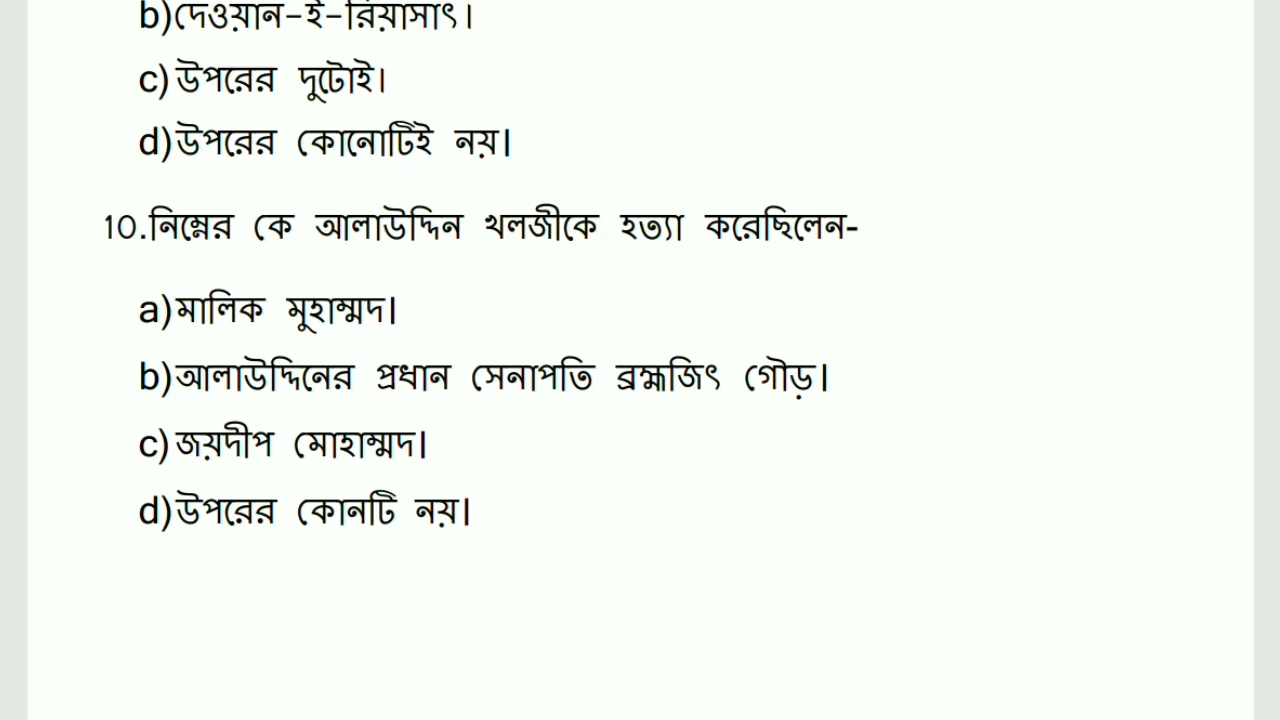 b)দেওয়ান-ই-রিয়াসাৎ।
c)উপরের দুটোই।
d)উপরের কোনোটিই নয়।
10.নিম্নের কে আলাউদ্দিন খলজীকে হত্যা করেছিলেন-
a)মালিক মুহাম্মদ।
b)আলাউদ্দিনের প্রধান সেনাপতি ব্রহ্মজিৎ গৌড়।
c)জয়দীপ মোহাম্মদ।
d)উপরের কোনটি নয়।